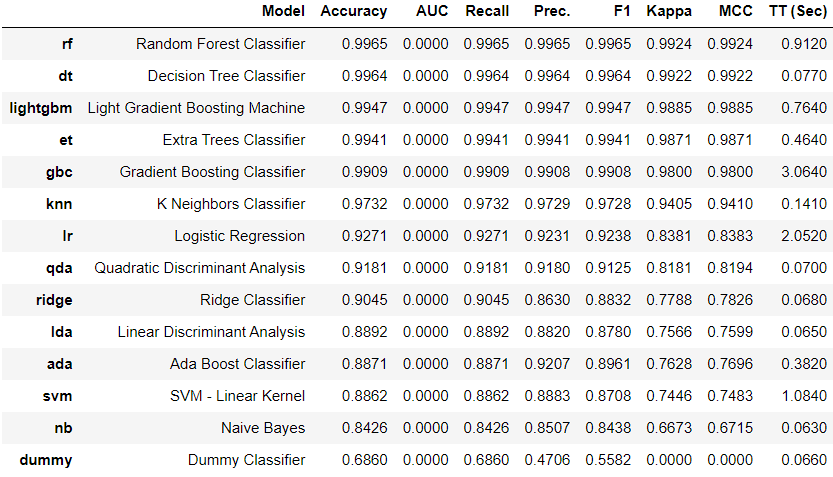 Model Accuracy AUC Recall Prec. F1 Kappa MCC TT (Sec)
rf Random Forest Classifier 0.9965 0.0000 0.9965 0.9965 0.9965 0.9924 0.9924 0.9120
dt Decision Tree Classifier 0.9964 0.0000 0.9964 0.9964 0.9964 0.9922 0.9922 0.0770
lightgbm Light Gradient Boosting Machine 0.9947 0.0000 0.9947 0.9947 0.9947 0.9885 0.9885 0.7640
et Extra Trees Classifier 0.9941 0.0000 0.9941 0.9941 0.9941 0.9871 0.9871 0.4640
gbc Gradient Boosting Classifier 0.9909 0.0000 0.9909 0.9908 0.9908 0.9800 0.9800 3.0640
knn K Neighbors Classifier 0.9732 0.0000 0.9732 0.9729 0.9728 0.9405 0.9410 0.1410
lr Logistic Regression 0.9271 0.0000 0.9271 0.9231 0.9238 0.8381 0.8383 2.0520
qda Quadratic Discriminant Analysis 0.9181 0.0000 0.9181 0.9180 0.9125 0.8181 0.8194 0.0700
ridge Ridge Classifier 0.9045 0.0000 0.9045 0.8630 0.8832 0.7788 0.7826 0.0680
lda Linear Discriminant Analysis 0.8892 0.0000 0.8892 0.8820 0.8780 0.7566 0.7599 0.0650
ada Ada Boost Classifier 0.8871 0.0000 0.8871 0.9207 0.8961 0.7628 0.7696 0.3820
svm SVM - Linear Kernel 0.8862 0.0000 0.8862 0.8883 0.8708 0.7446 0.7483 1.0840
nb Naive Bayes 0.8426 0.0000 0.8426 0.8507 0.8438 0.6673 0.6715 0.0630
dummy Dummy Classifier 0.6860 0.0000 0.6860 0.4706 0.5582 0.0000 0.0000 0.0660